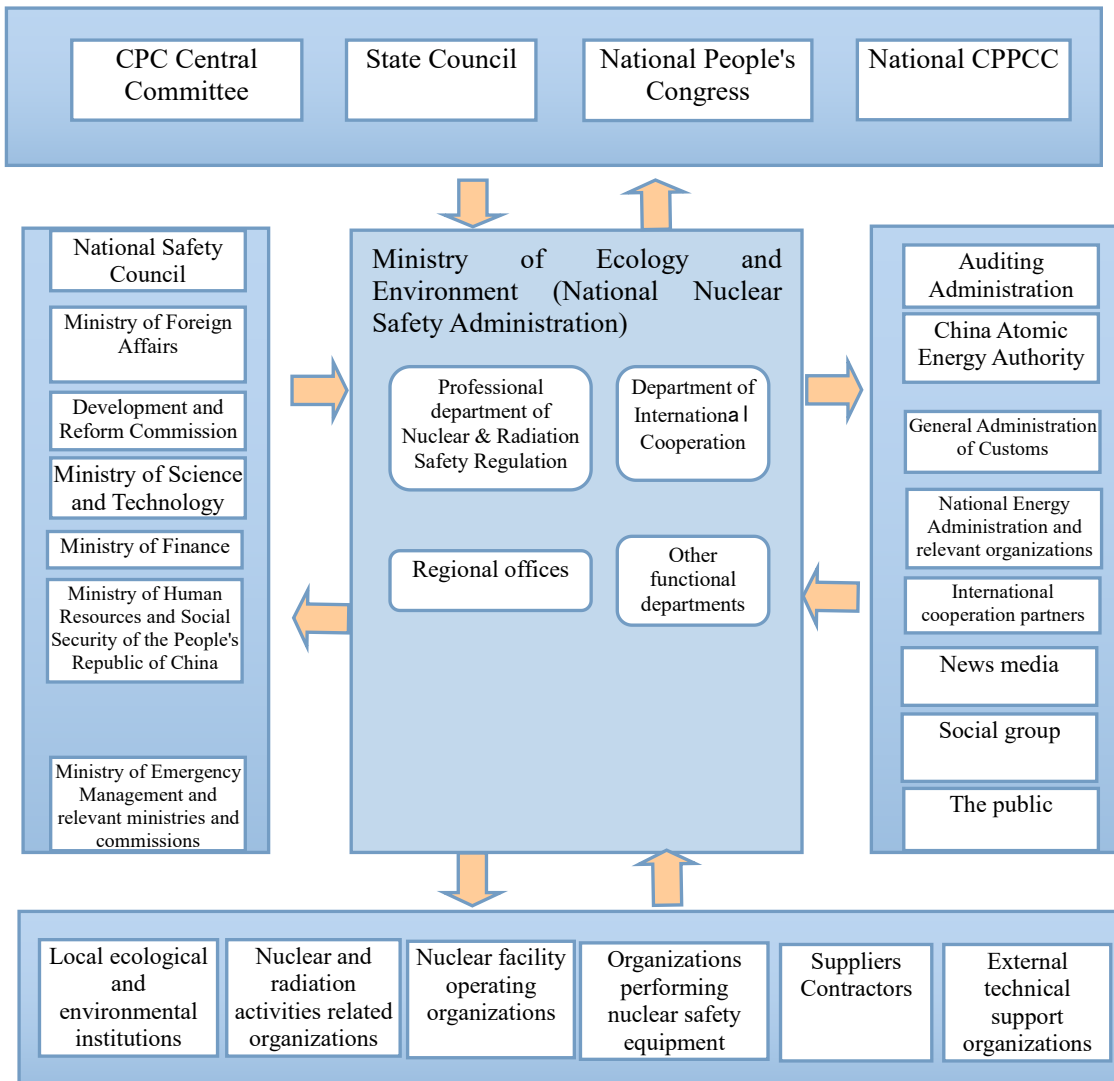 CPC Central
Committee
State Council
National People's
Congress
National CPPCC
National Safety
Council
Ministry of Foreign
Affairs
Development and
Reform Commission
Ministry of Science
and Technology
Ministry of Finance
Ministry of Human
Resources and Social
Security of the People's
Republic of China
Ministry of Emergency
Management and
relevant ministries and
commissions
Ministry of Ecology and
Environment (National Nuclear
Safety Administration)
Professional
department of
Nuclear & Radiation
Safety Regulation
Department of
International
Cooperation
Regional offices
Other
functional
departments
Auditing
Administration
China Atomic
Energy Authority
General Administration
of Customs
National Energy
Administration and
relevant organizations
International
cooperation partners
News media
Social group
The public
Local ecological
and
environmental
institutions
Nuclear and
radiation
activities related
organizations
Nuclear facility
operating
organizations
Organizations
performing
nuclear safety
equipment
Suppliers
Contractors
External
technical
support
organizations